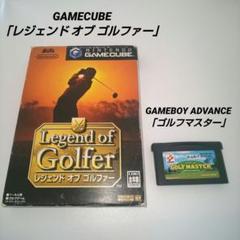 GAMECUBE
「レジェンド オブ ゴルファー」
NINTENDO
GAMECUBE
GAMEBOY ADVANCE
「ゴルフマスター」
Legend of
Golfer
レジェンド オブ ゴルファー
GOLFMASTER